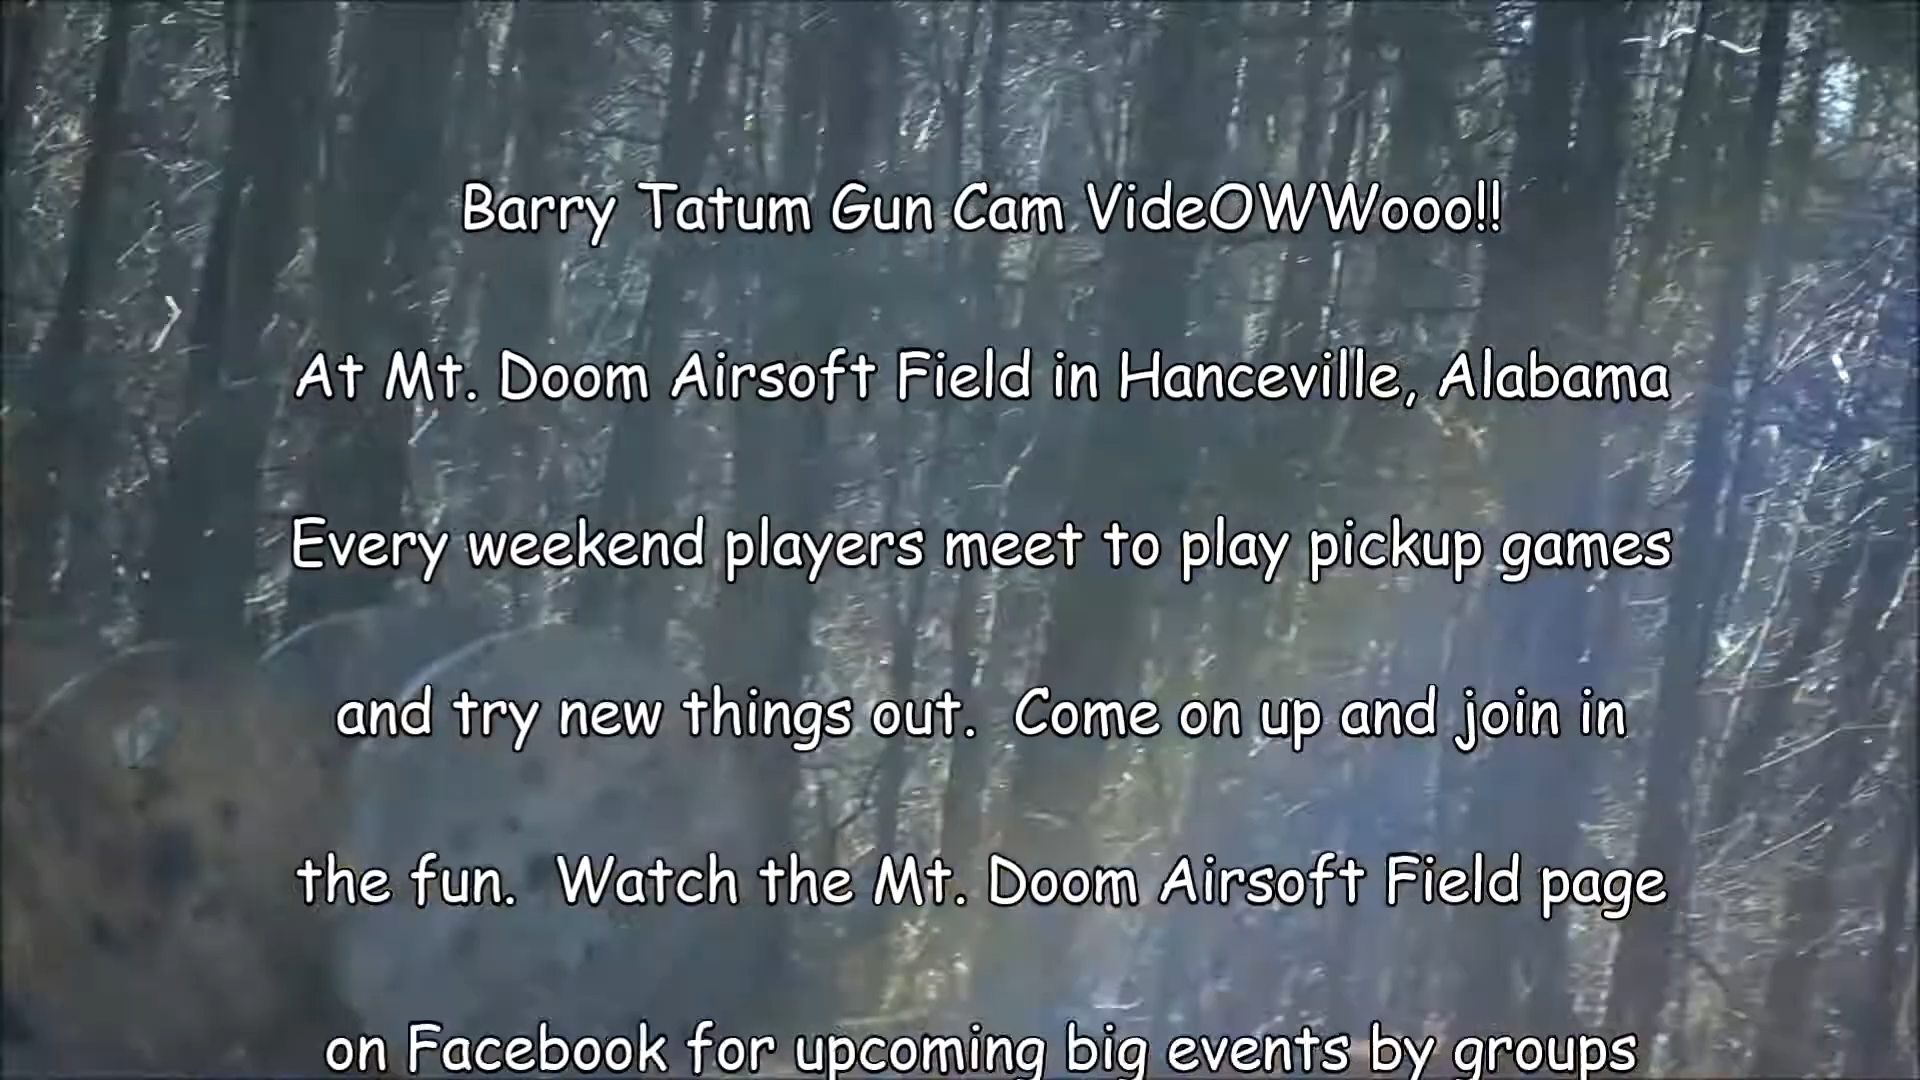 Barry Tatum Gun Cam VideOWWooo!!
At Mt. Doom Airsoft Field in Hanceville, Alabama
Every weekend players meet to play pickup games
and try new things out.  Come on up and join in
the fun.  Watch the Mt. Doom Airsoft Field page
on Facebook for upcoming big events by groups